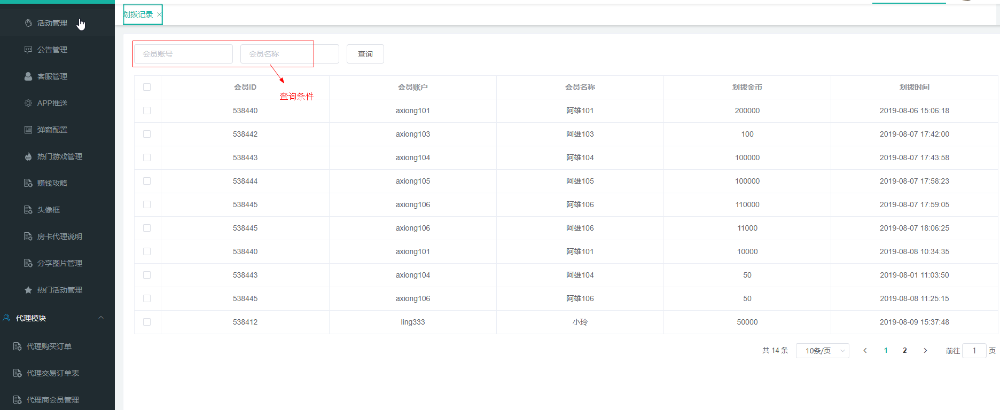 活动管理
公告管理
客服管理
APP推送
弹窗配置
热门游戏管理
赚钱攻略
头像框
房卡代理说明
分享图片管理
热门活动管理
代理模块
代理购买订单
代理交易订单表
代理商会员管理
划拨记录
会员账号 会员名称 查询
查询条件
会员ID 会员账户 会员名称 划拨金币 划拨时间
538440 axiong101 阿雄101 200000 2019-08-06 15:06:18
538442 axiong103 阿雄103 100 2019-08-07 17:42:00
538443 axiong104 阿雄104 100000 2019-08-07 17:43:58
538444 axiong105 阿雄105 100000 2019-08-07 17:58:23
538445 axiong106 阿雄106 110000 2019-08-07 17:59:05
538445 axiong106 阿雄106 11000 2019-08-07 18:06:25
538440 axiong101 阿雄101 10000 2019-08-08 10:34:35
538443 axiong104 阿雄104 50 2019-08-01 11:03:50
538445 axiong106 阿雄106 50 2019-08-08 11:25:15
538412 ling333 小玲 50000 2019-08-09 15:37:48
共 14 条 10条/页 1 2 前往 1 页